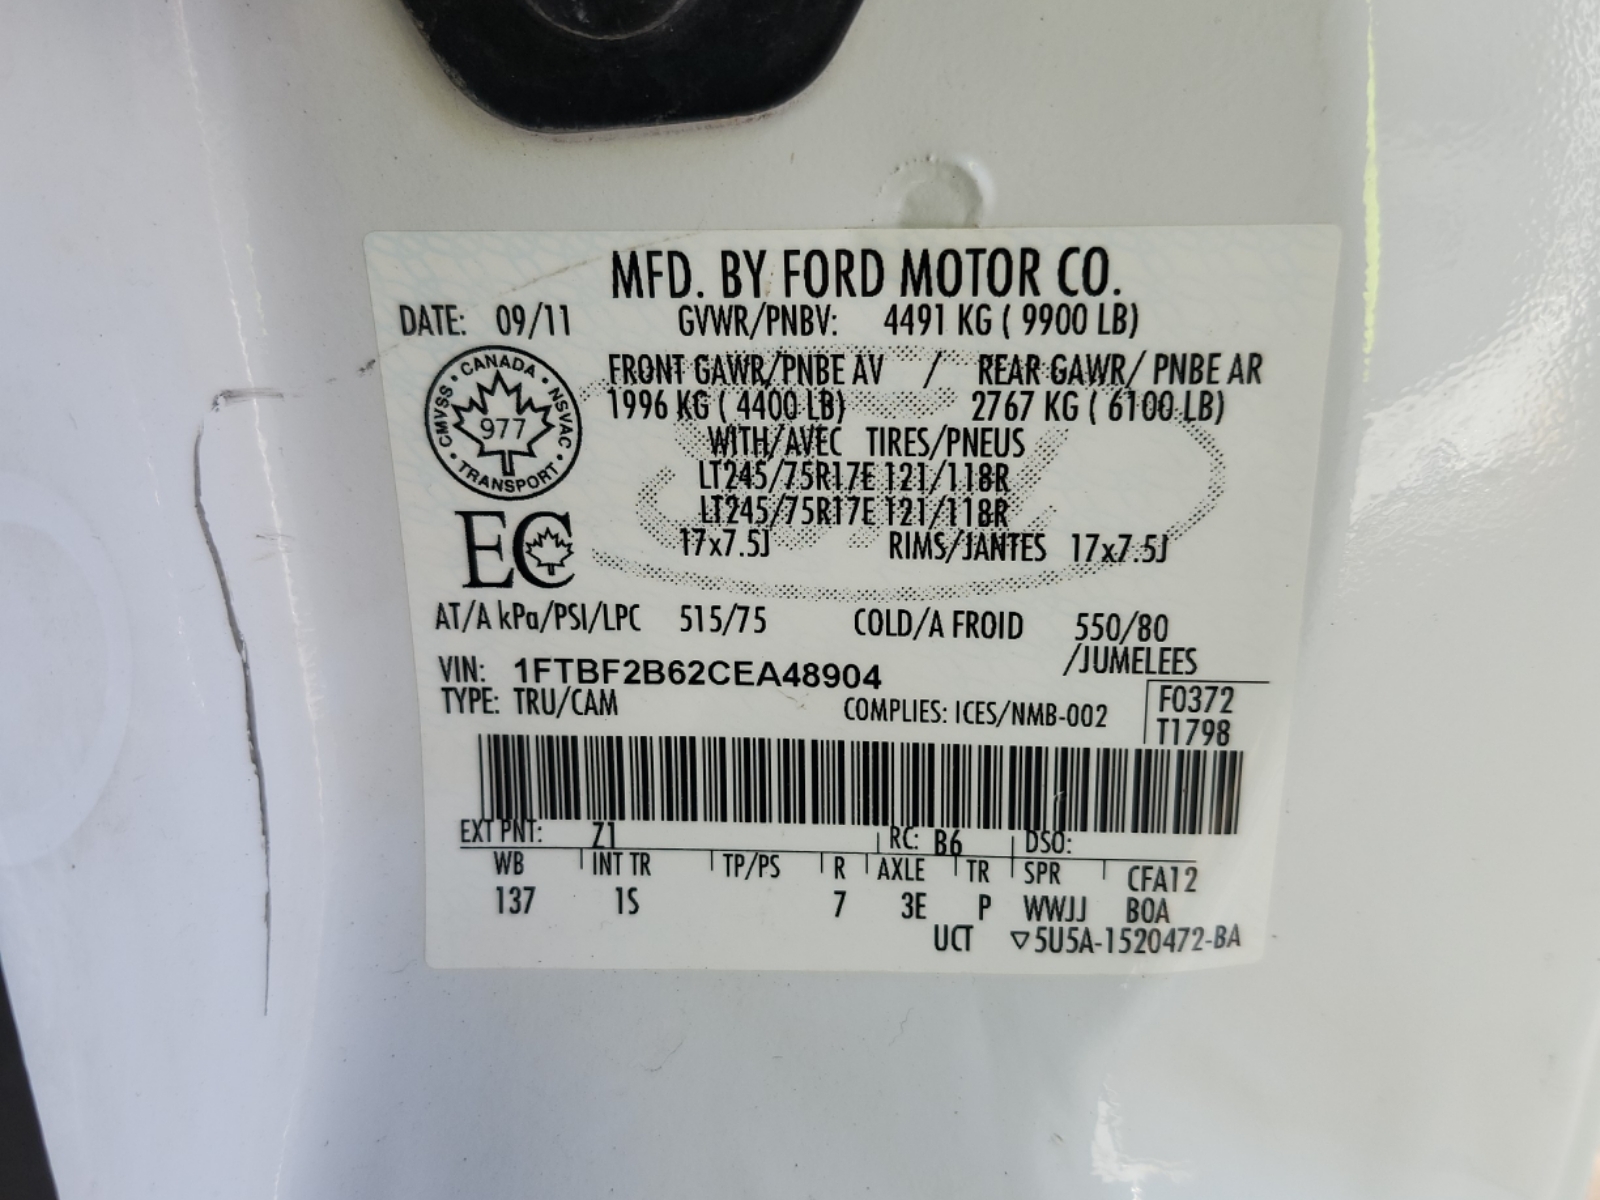 MFD. BY FORD MOTOR CO.
DATE: 09/11 GVWR/PNBV: 4491 KG ( 9900 LB)
FRONT GAWR/PNBE AV / REAR GAWR/ PNBE AR
1996 KG ( 4400 LB) 2767 KG ( 6100 LB)
WITH/AVEC TIRES/PNEUS
LT245/75R17E 121/118R
LT245/75R17E 121/118R
17x7.5J RIMS/JANTES 17x7.5J
CANADA · NSVAC · TRANSPORT · CMVSS ·
977
EC
AT/A kPa/PSI/LPC 515/75 COLD/A FROID 550/80
/JUMELEES
VIN: 1FTBF2B62CEA48904
TYPE: TRU/CAM COMPLIES: ICES/NMB-002
F0372
T1798
EXT PNT: Z1 RC: B6 DSO:
WB INT TR TP/PS R AXLE TR SPR CFA12
137 1S 7 3E P WWJJ BOA
UCT ▽5U5A-1520472-BA